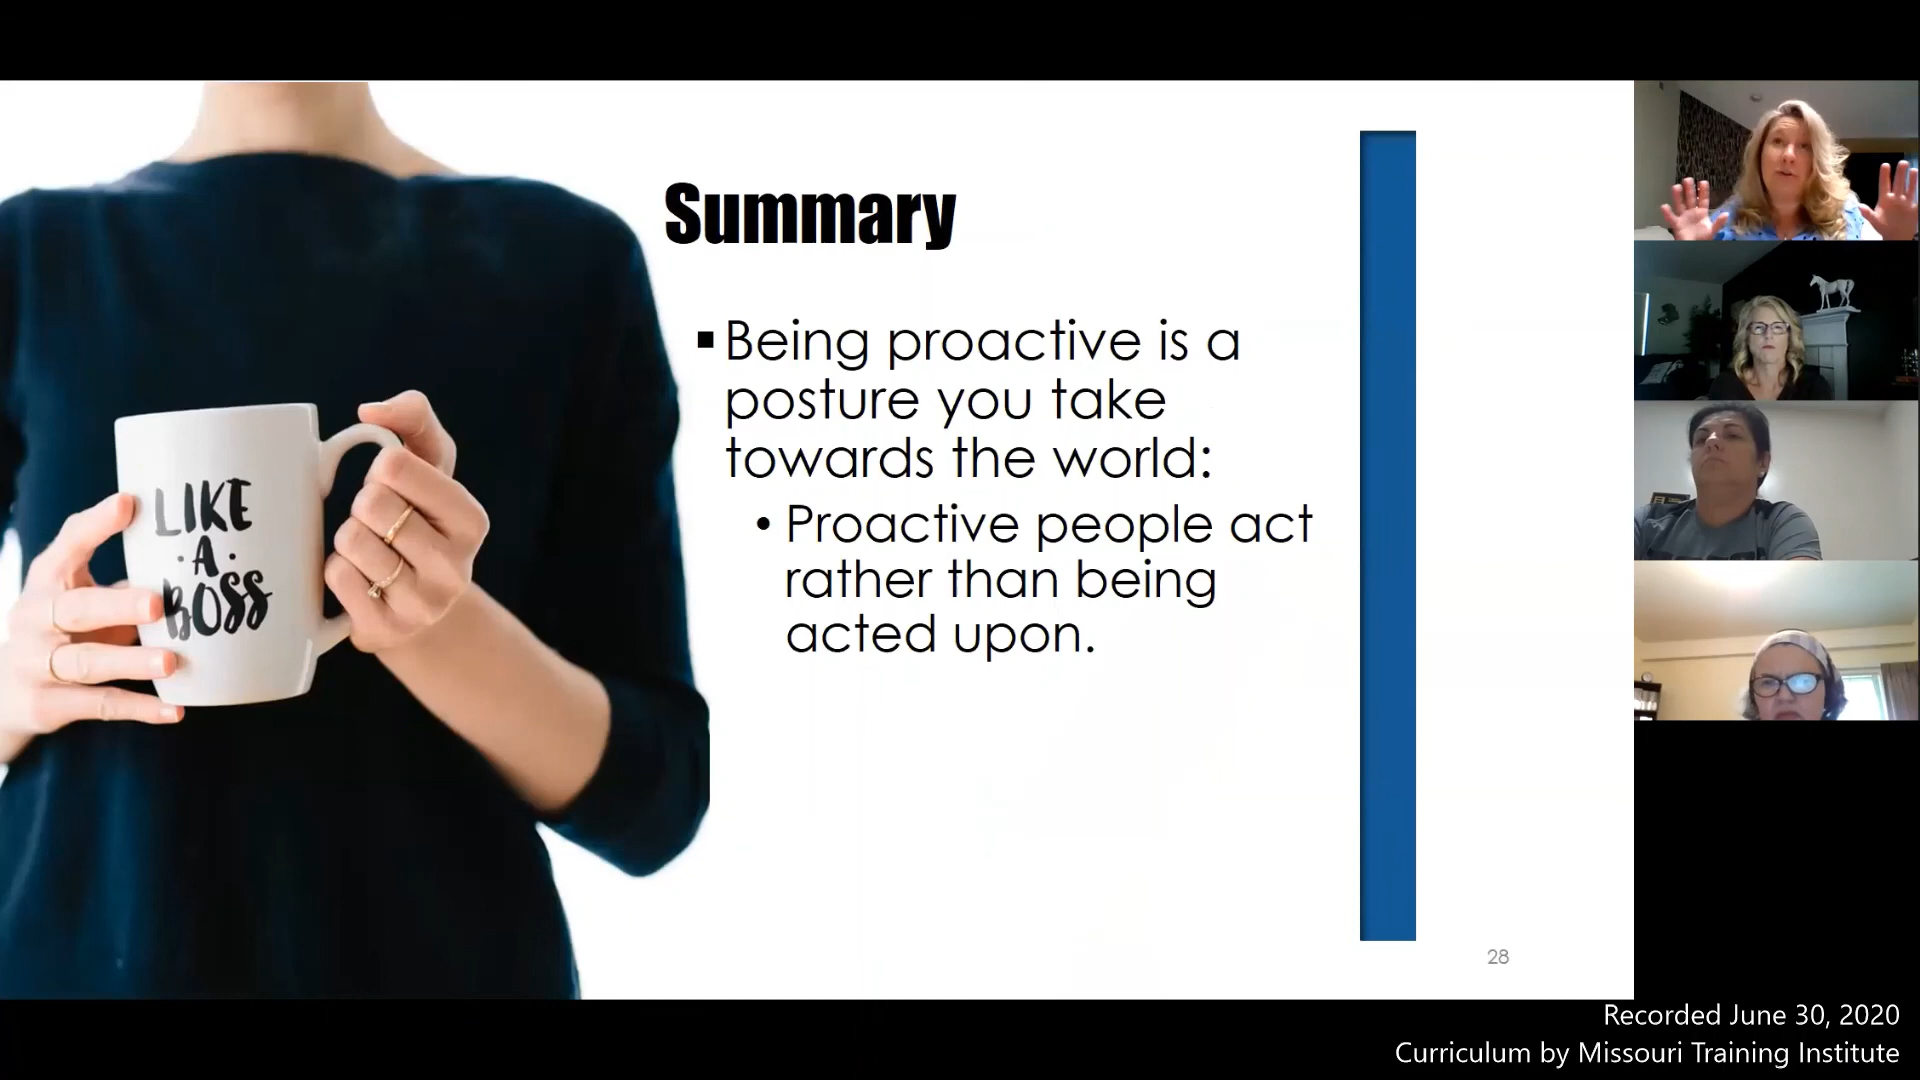 Summary
▪ Being proactive is a
posture you take
towards the world:
• Proactive people act
rather than being
acted upon.
LIKE
·A·
BOSS
28
Recorded June 30, 2020
Curriculum by Missouri Training Institute